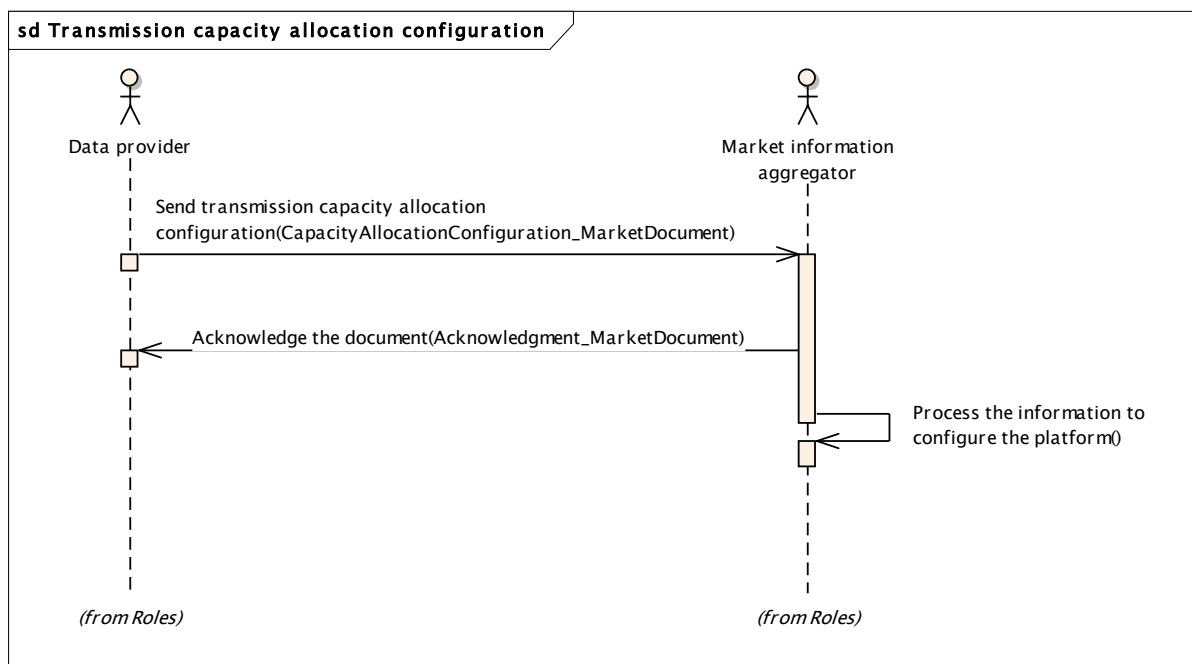 sd Transmission capacity allocation configuration
Data provider
Market information
aggregator
Send transmission capacity allocation
configuration(CapacityAllocationConfiguration_MarketDocument)
Acknowledge the document(Acknowledgment_MarketDocument)
Process the information to
configure the platform()
(from Roles)
(from Roles)